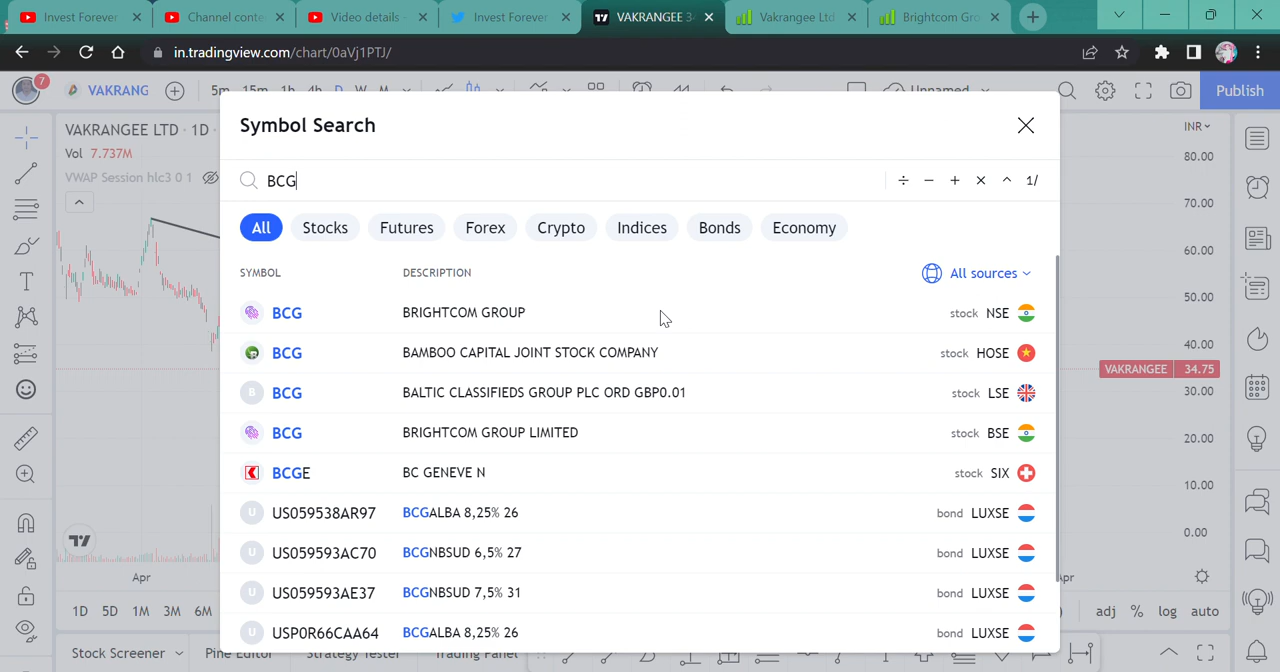 Invest Forever
Channel conte
Video details -
Invest Forever
VAKRANGEE 3
Vakrangee Ltd
Brightcom Gro
in.tradingview.com/chart/0aVj1PTJ/
7
VAKRANG
5m 15m 1h 4h D W M
Unnamed
Publish
VAKRANGEE LTD · 1D ·
Vol 7.737M
VWAP Session hlc3 0 1
Symbol Search
BCG
÷ − + × ^ 1/
All Stocks Futures Forex Crypto Indices Bonds Economy
SYMBOL DESCRIPTION All sources
BCG BRIGHTCOM GROUP stock NSE
BCG BAMBOO CAPITAL JOINT STOCK COMPANY stock HOSE
B BCG BALTIC CLASSIFIEDS GROUP PLC ORD GBP0.01 stock LSE
BCG BRIGHTCOM GROUP LIMITED stock BSE
BCGE BC GENEVE N stock SIX
U US059538AR97 BCGALBA 8,25% 26 bond LUXSE
U US059593AC70 BCGNBSUD 6,5% 27 bond LUXSE
U US059593AE37 BCGNBSUD 7,5% 31 bond LUXSE
U USP0R66CAA64 BCGALBA 8,25% 26 bond LUXSE
INR
80.00
70.00
60.00
50.00
40.00
VAKRANGEE 34.75
30.00
20.00
10.00
0.00
Apr
Apr
1D 5D 1M 3M 6M
adj % log auto
Stock Screener Pine Editor Strategy Tester Trading Panel